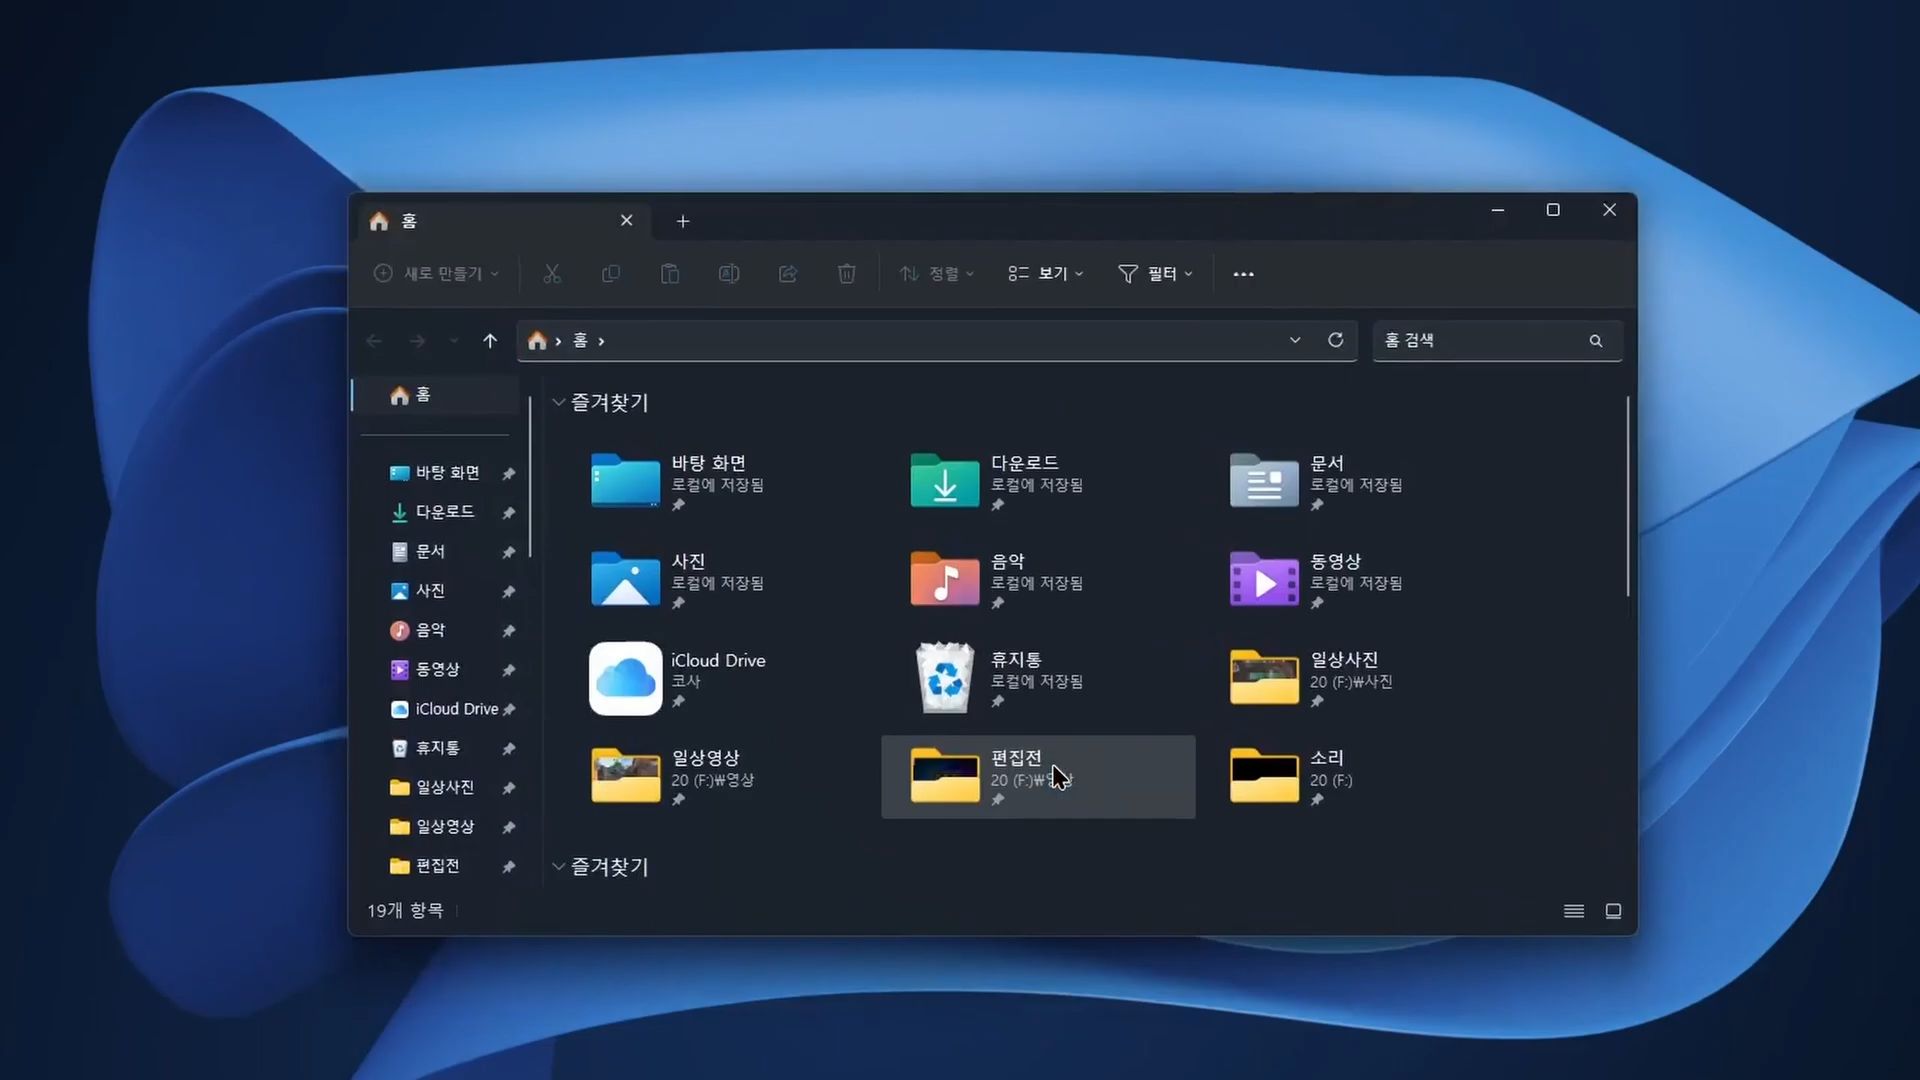 홈
새로 만들기
정렬
보기
필터
홈
홈 검색
홈
바탕 화면
다운로드
문서
사진
음악
동영상
iCloud Drive
휴지통
일상사진
일상영상
편집전
즐겨찾기
바탕 화면
로컬에 저장됨
다운로드
로컬에 저장됨
문서
로컬에 저장됨
사진
로컬에 저장됨
음악
로컬에 저장됨
동영상
로컬에 저장됨
iCloud Drive
코사
휴지통
로컬에 저장됨
일상사진
20 (F:)₩사진
일상영상
20 (F:)₩영상
편집전
20 (F:)₩
소리
20 (F:)
즐겨찾기
19개 항목